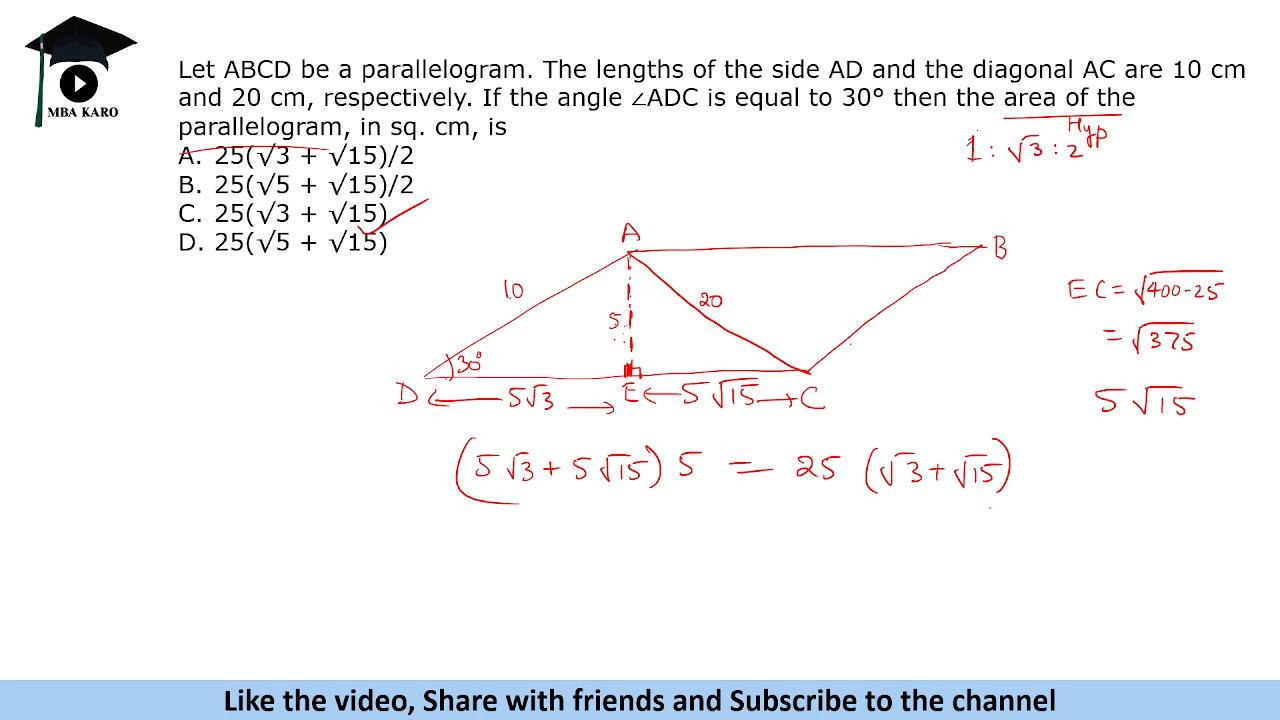 MBA KARO
Let ABCD be a parallelogram. The lengths of the side AD and the diagonal AC are 10 cm
and 20 cm, respectively. If the angle ∠ADC is equal to 30° then the area of the
parallelogram, in sq. cm, is
A. 25(√3 + √15)/2
B. 25(√5 + √15)/2
C. 25(√3 + √15)
D. 25(√5 + √15)
Hyp
1 : √3 : 2
A
B
10
20
5
30°
D
5√3
E
5√15
C
EC = √400-25
= √375
5√15
(5√3 + 5√15) 5 = 25 (√3 + √15)
Like the video, Share with friends and Subscribe to the channel